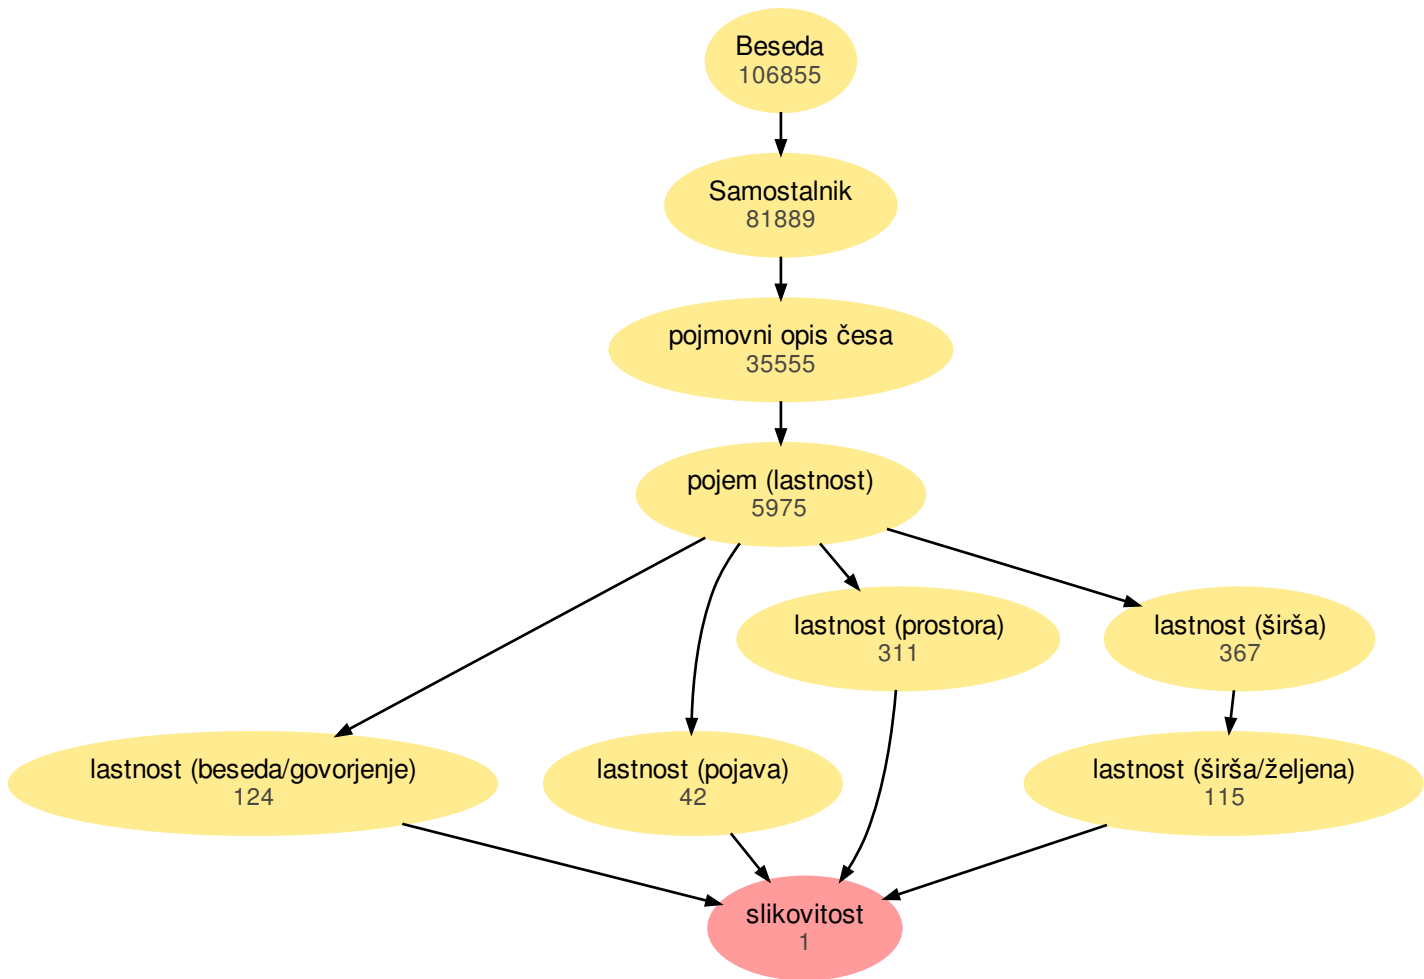 Beseda
106855
Samostalnik
81889
pojmovni opis česa
35555
pojem (lastnost)
5975
lastnost (prostora)
311
lastnost (širša)
367
lastnost (beseda/govorjenje)
124
lastnost (pojava)
42
lastnost (širša/željena)
115
slikovitost
1